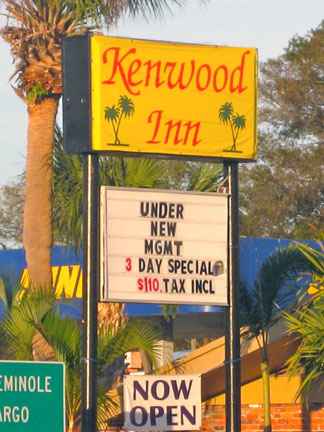 Kenwood
Inn
UNDER
NEW
MGMT
3 DAY SPECIAL
$110.TAX INCL
NOW
OPEN
EMINOLE
ARGO